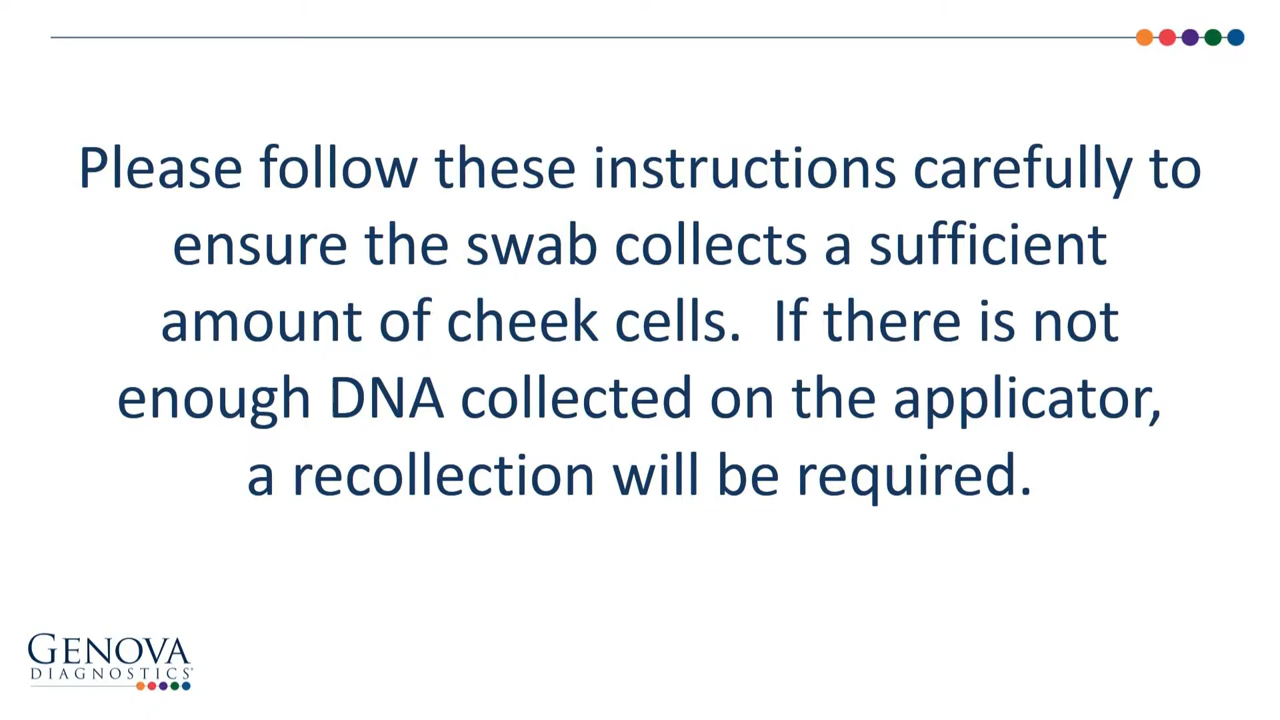 Please follow these instructions carefully to
ensure the swab collects a sufficient
amount of cheek cells.  If there is not
enough DNA collected on the applicator,
a recollection will be required.
GENOVA
DIAGNOSTICS